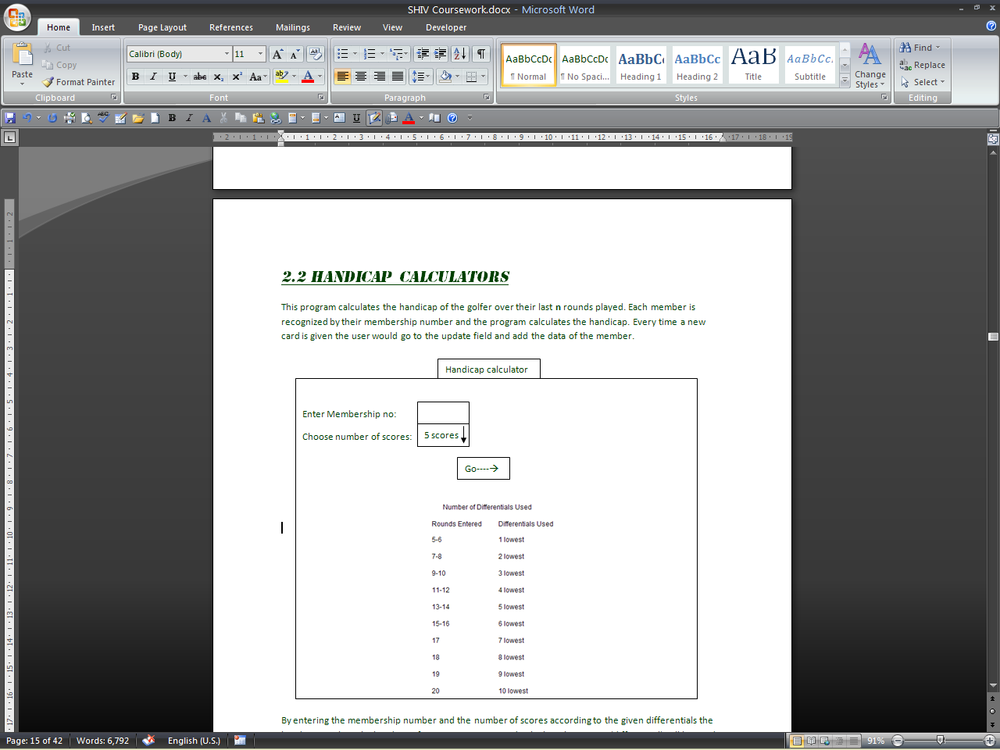 SHIV Coursework.docx - Microsoft Word
Home Insert Page Layout References Mailings Review View Developer
Paste
Cut
Copy
Format Painter
Clipboard
Calibri (Body) 11
Font
Paragraph
AaBbCcDc AaBbCcDc AaBbC AaBbCc AaB AaBbCc.
¶ Normal ¶ No Spaci... Heading 1 Heading 2 Title Subtitle
Change Styles
Styles
Find
Replace
Select
Editing
2.2 HANDICAP CALCULATORS
This program calculates the handicap of the golfer over their last n rounds played. Each member is
recognized by their membership number and the program calculates the handicap. Every time a new
card is given the user would go to the update field and add the data of the member.
Handicap calculator
Enter Membership no:
Choose number of scores: 5 scores
Go---->
Number of Differentials Used
Rounds Entered Differentials Used
5-6 1 lowest
7-8 2 lowest
9-10 3 lowest
11-12 4 lowest
13-14 5 lowest
15-16 6 lowest
17 7 lowest
18 8 lowest
19 9 lowest
20 10 lowest
By entering the membership number and the number of scores according to the given differentials the
Page: 15 of 42 Words: 6,792 English (U.S.) 91%